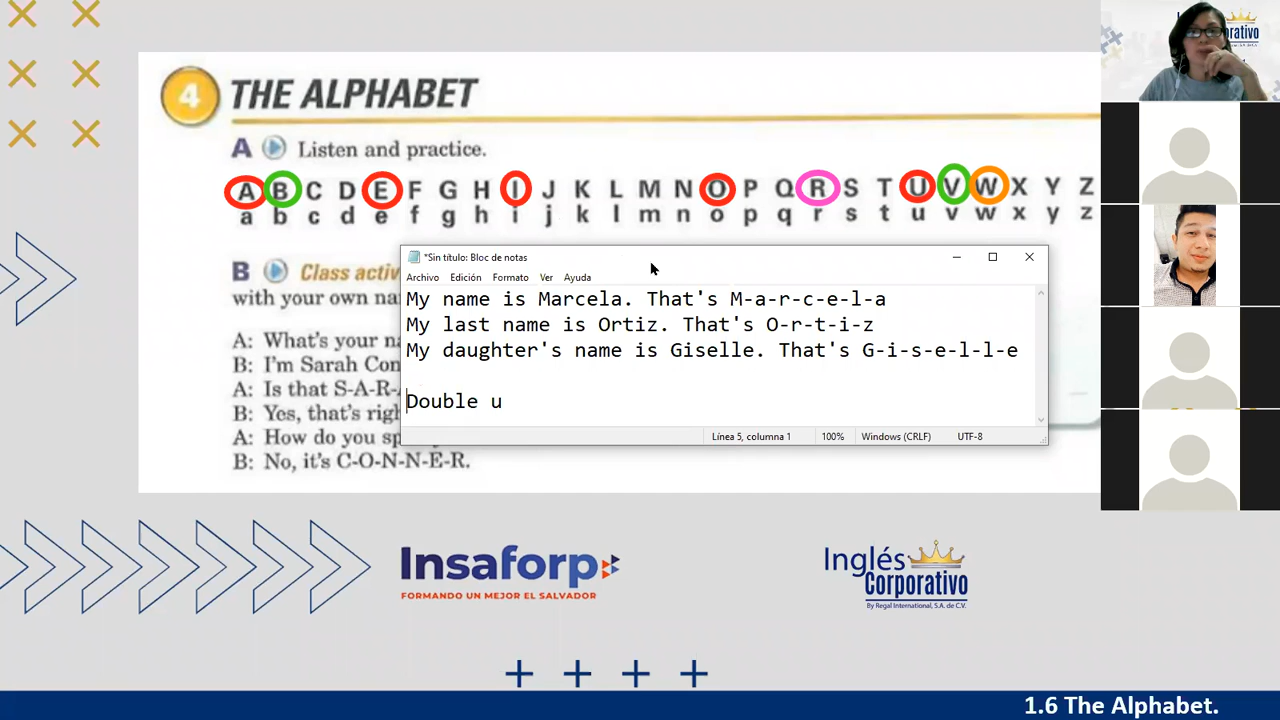 4 THE ALPHABET
A Listen and practice.
A B C D E F G H I J K L M N O P Q R S T U V W X Y Z
a b c d e f g h i j k l m n o p q r s t u v w x y z
B Class activ
with your own na
A: What's your na
B: I'm Sarah Con
A: Is that S-A-R-
B: Yes, that's righ
A: How do you sp
B: No, it's C-O-N-N-E-R.
*Sin título: Bloc de notas
Archivo Edición Formato Ver Ayuda
My name is Marcela. That's M-a-r-c-e-l-a
My last name is Ortiz. That's O-r-t-i-z
My daughter's name is Giselle. That's G-i-s-e-l-l-e
Double u
Línea 5, columna 1 100% Windows (CRLF) UTF-8
Insaforp
FORMANDO UN MEJOR EL SALVADOR
Inglés
Corporativo
By Regal International, S.A. de C.V.
1.6 The Alphabet.